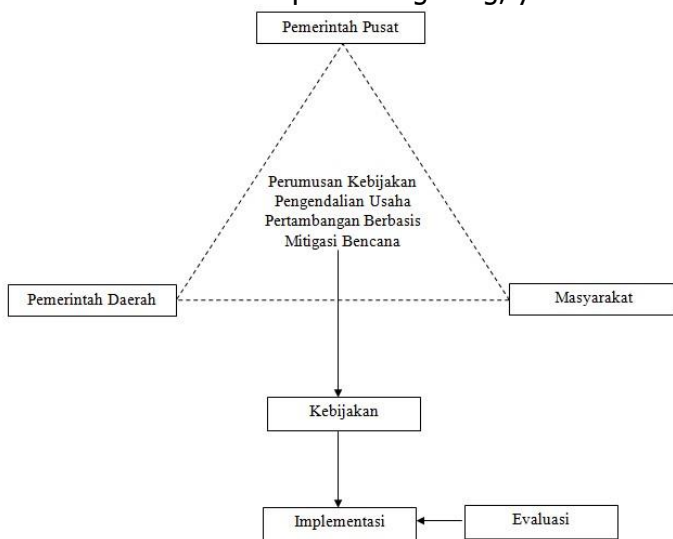 Pemerintah Pusat
Perumusan Kebijakan
Pengendalian Usaha
Pertambangan Berbasis
Mitigasi Bencana
Pemerintah Daerah
Masyarakat
Kebijakan
Implementasi
Evaluasi